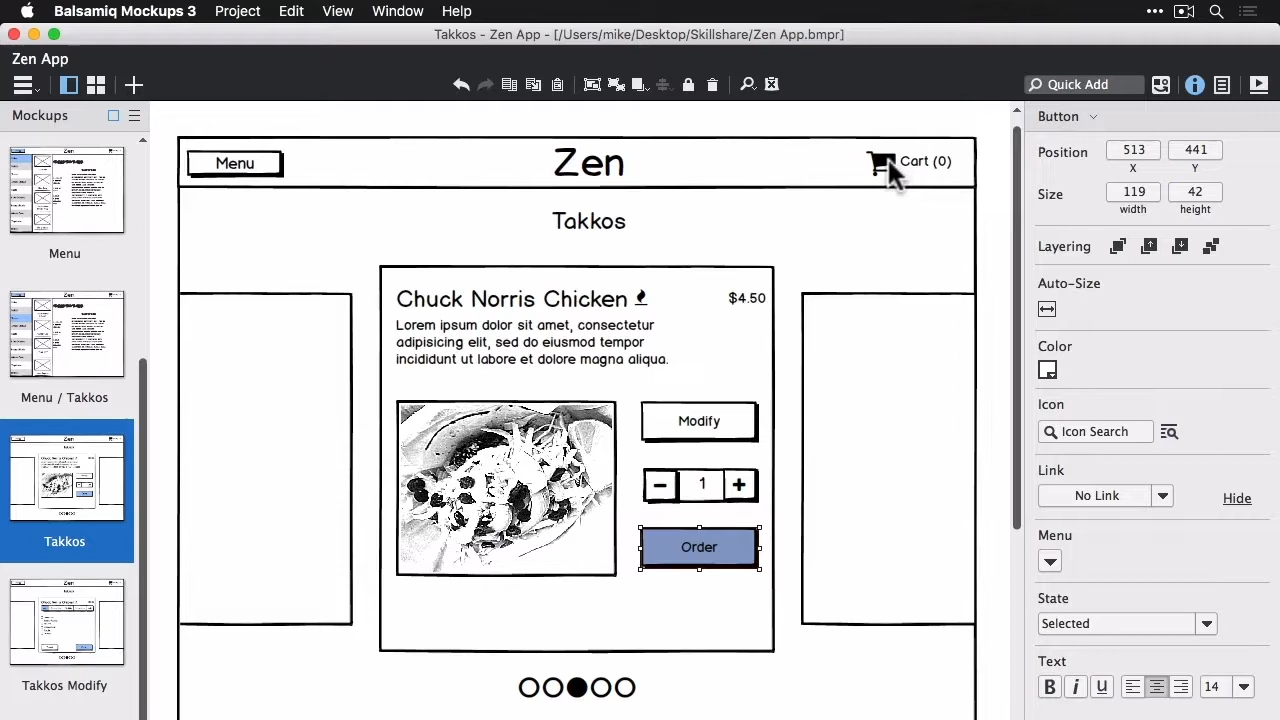 Balsamiq Mockups 3 Project Edit View Window Help
Takkos - Zen App - [/Users/mike/Desktop/Skillshare/Zen App.bmpr]
Zen App
Quick Add
Mockups
Menu
Menu / Takkos
Takkos
Takkos Modify
Menu
Zen
Cart (0)
Takkos
Chuck Norris Chicken
$4.50
Lorem ipsum dolor sit amet, consectetur
adipisicing elit, sed do eiusmod tempor
incididunt ut labore et dolore magna aliqua.
Modify
1
Order
Button
Position 513 441
X Y
Size 119 42
width height
Layering
Auto-Size
Color
Icon
Icon Search
Link
No Link Hide
Menu
State
Selected
Text
B i U 14